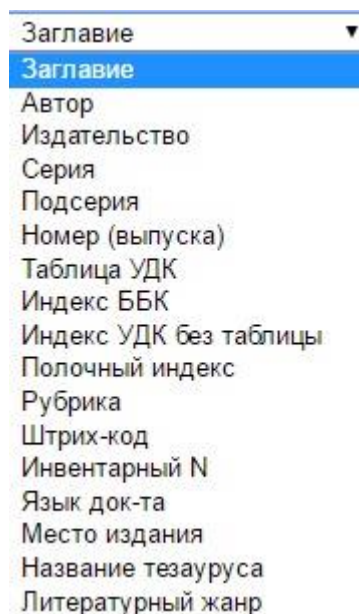 Заглавие
Заглавие
Автор
Издательство
Серия
Подсерия
Номер (выпуска)
Таблица УДК
Индекс ББК
Индекс УДК без таблицы
Полочный индекс
Рубрика
Штрих-код
Инвентарный N
Язык док-та
Место издания
Название тезауруса
Литературный жанр